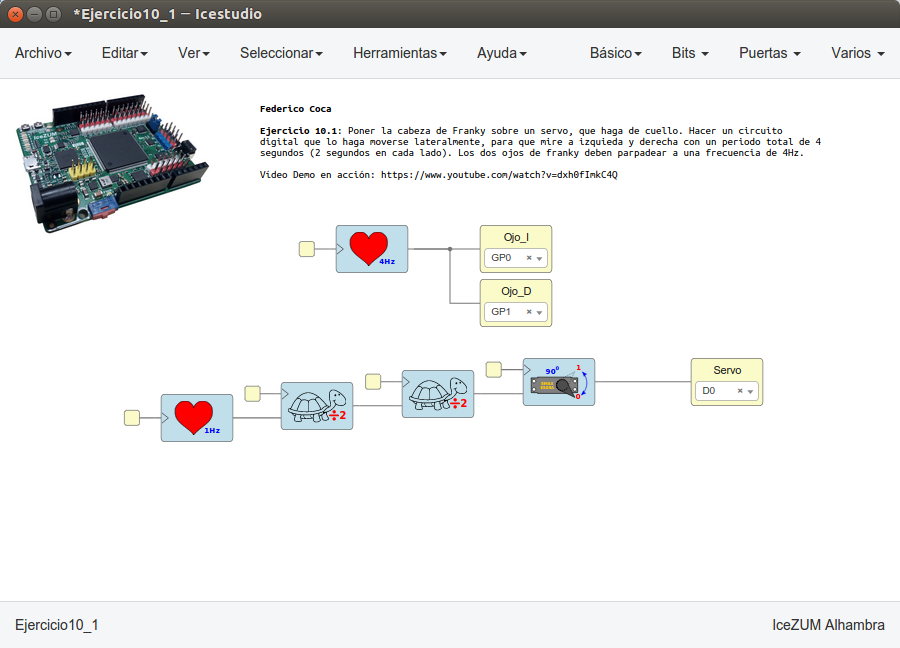 *Ejercicio10_1 — Icestudio
Archivo Editar Ver Seleccionar Herramientas Ayuda Básico Bits Puertas Varios
IceZUM
Federico Coca
Ejercicio 10.1: Poner la cabeza de Franky sobre un servo, que haga de cuello. Hacer un circuito
digital que lo haga moverse lateralmente, para que mire a izquieda y derecha con un periodo total de 4
segundos (2 segundos en cada lado). Los dos ojos de franky deben parpadear a una frecuencia de 4Hz.
Video Demo en acción: https://www.youtube.com/watch?v=dxh0fImkC4Q
4Hz
Ojo_I
GP0
Ojo_D
GP1
1Hz
÷2
÷2
90º
1
0
Servo
D0
Ejercicio10_1
IceZUM Alhambra